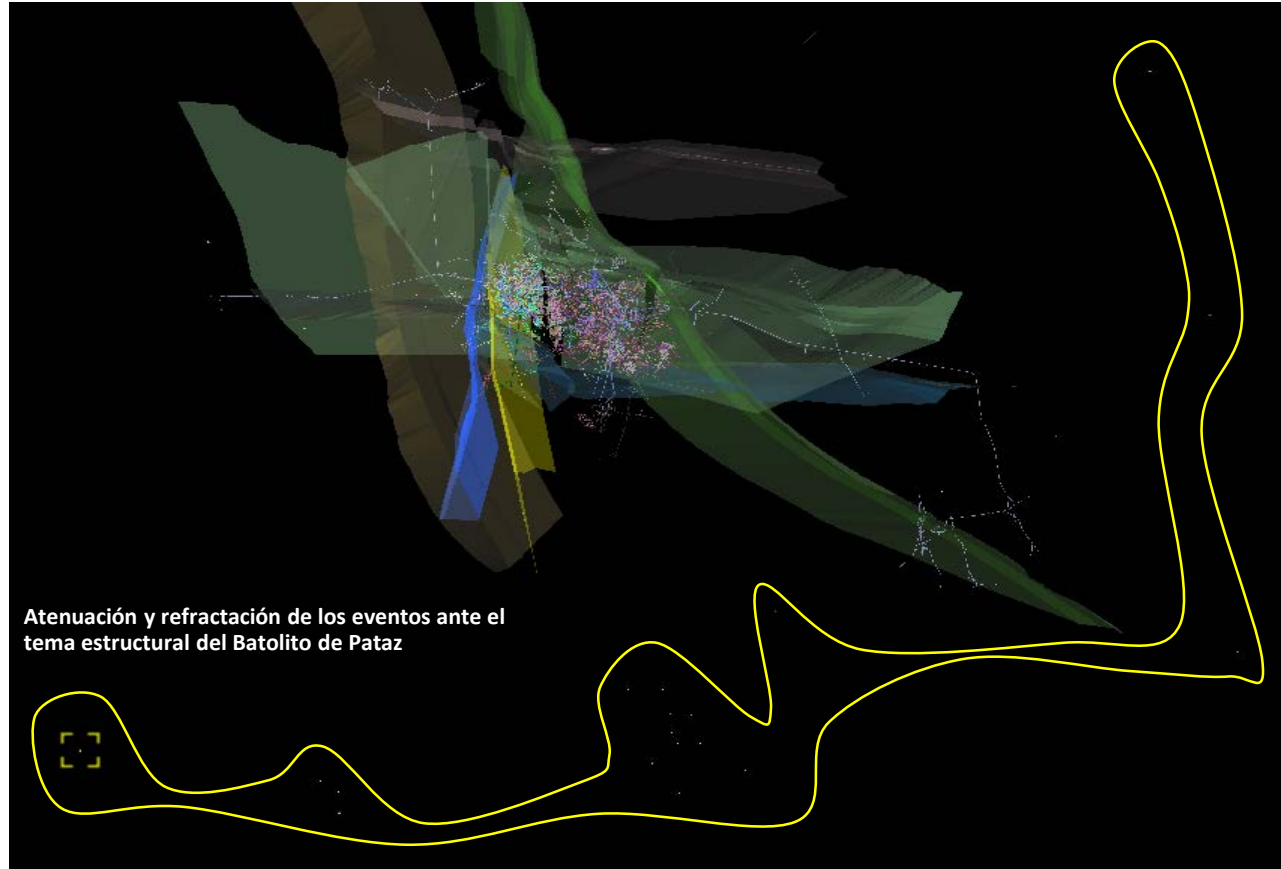 Atenuación y refractación de los eventos ante el
tema estructural del Batolito de Pataz